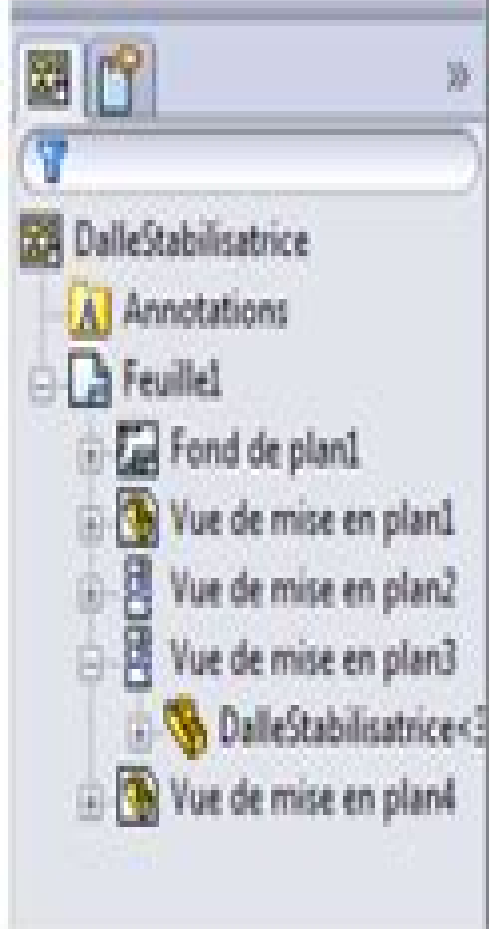 DalleStabilisatrice
Annotations
Feuille1
Fond de plan1
Vue de mise en plan1
Vue de mise en plan2
Vue de mise en plan3
DalleStabilisatrice<3
Vue de mise en plan4